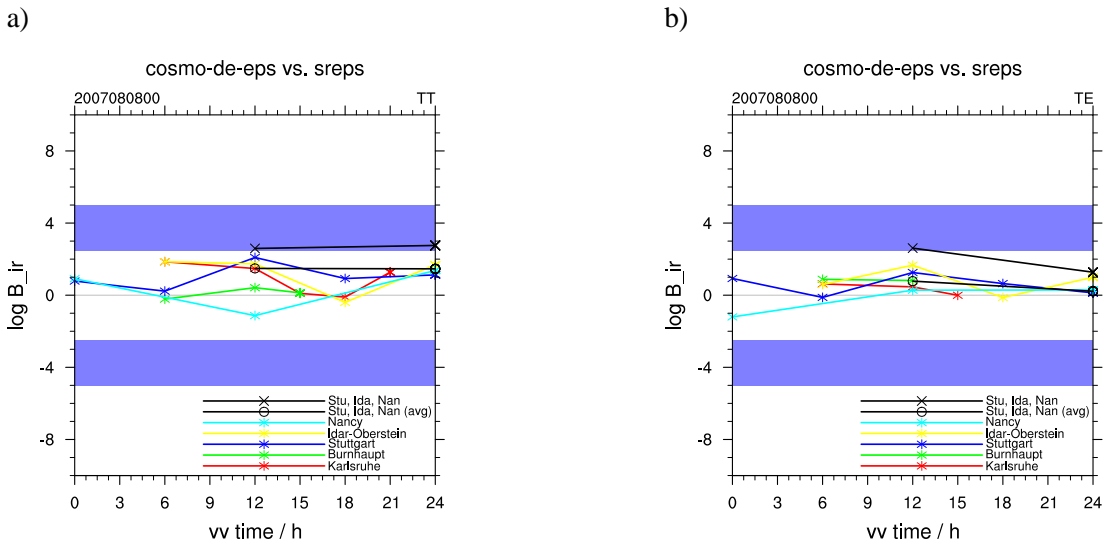 a)
cosmo-de-eps vs. sreps
2007080800 TT
8
4
0
-4
-8
log B_ir
Stu, Ida, Nan
Stu, Ida, Nan (avg)
Nancy
Idar-Oberstein
Stuttgart
Burnhaupt
Karlsruhe
0 3 6 9 12 15 18 21 24
vv time / h
b)
cosmo-de-eps vs. sreps
2007080800 TE
8
4
0
-4
-8
log B_ir
Stu, Ida, Nan
Stu, Ida, Nan (avg)
Nancy
Idar-Oberstein
Stuttgart
Burnhaupt
Karlsruhe
0 3 6 9 12 15 18 21 24
vv time / h